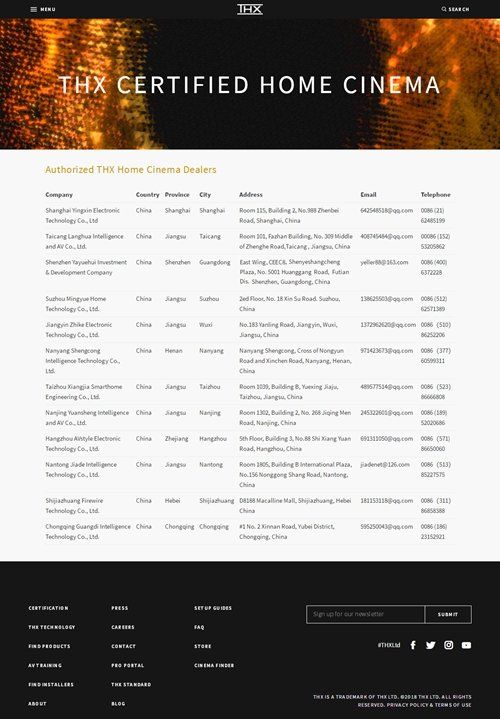 MENU
THX
SEARCH
THX CERTIFIED HOME CINEMA
Authorized THX Home Cinema Dealers
Company Country Province City Address Email Telephone
Shanghai Yingxin Electronic Technology Co., Ltd China Shanghai Shanghai Room 115, Building 2, No.988 Zhenbei Road, Shanghai, China 642548518@qq.com 0086 (21) 62485199
Taicang Langhua Intelligence and AV Co., Ltd. China Jiangsu Taicang Room 101, Fazhan Building, No. 309 Middle of Zhenghe Road,Taicang , Jiangsu, China 408745484@qq.com 00086 (152) 53205862
Shenzhen Yayuehui Investment & Development Company China Shenzhen Guangdong East Wing, CEEC8, Shenyeshangcheng Plaza, No. 5001 Huanggang Road, Futian Dis. Shenzhen, Guangdong, China yeller88@163.com 0086 (400) 6372228
Suzhou Mingyue Home Technology Co., Ltd. China Jiangsu Suzhou 2ed Floor, No. 18 Xin Su Road. Suzhou, China 138625503@qq.com 0086 (512) 62571389
Jiangyin Zhike Electronic Technology Co., Ltd. China Jiangsu Wuxi No.183 Yanling Road, Jiangyin, Wuxi, Jiangsu, China 1372962620@qq.com 0086 (510) 86252206
Nanyang Shengcong Intelligence Technology Co., Ltd. China Henan Nanyang Nanyang Shengcong, Cross of Nongyun Road and Xinchen Road, Nanyang, Henan, China 971423673@qq.com 0086 (377) 60599311
Taizhou Xiangjia Smarthome Engineering Co., Ltd. China Jiangsu Taizhou Room 1039, Building B, Yuexing Jiaju, Taizhou, Jiangsu, China 489577514@qq.com 0086 (523) 86666808
Nanjing Yuansheng Intelligence and AV Co., Ltd. China Jiangsu Nanjing Room 1302, Building 2, No. 268 Jiqing Men Road, Nanjing, China 245322601@qq.com 0086 (189) 52020686
Hangzhou AVstyle Electronic Technology Co., Ltd. China Zhejiang Hangzhou 5th Floor, Building 3, No.88 Shi Xiang Yuan Road, Hangzhou, China 691311050@qq.com 0086 (571) 86650060
Nantong Jiade Intelligence Technology Co., Ltd. China Jiangsu Nantong Room 1805, Building B International Plaza, No.156 Nonggong Shang Road, Nantong, China jiadenet@126.com 0086 (513) 85227575
Shijiazhuang Firewire Technology Co., Ltd. China Hebei Shijiazhuang D8188 Macalline Mall, Shijiazhuang, Hebei China 181153118@qq.com 0086 (311) 86858388
Chongqing Guangdi Intelligent Technology Co., Ltd. China Chongqing Chongqing #1 No. 2 Xinnan Road, Yubei District, Chongqing, China 595250043@qq.com 0086 (186) 23152921
CERTIFICATION PRESS SETUP GUIDES
THX TECHNOLOGY CAREERS FAQ
FIND PRODUCTS CONTACT STORE
AV TRAINING PRO PORTAL CINEMA FINDER
FIND INSTALLERS THX STANDARD
ABOUT BLOG
Sign up for our newsletter SUBMIT
#THXLtd
THX IS A TRADEMARK OF THX LTD. ©2018 THX LTD. ALL RIGHTS
RESERVED. PRIVACY POLICY & TERMS OF USE